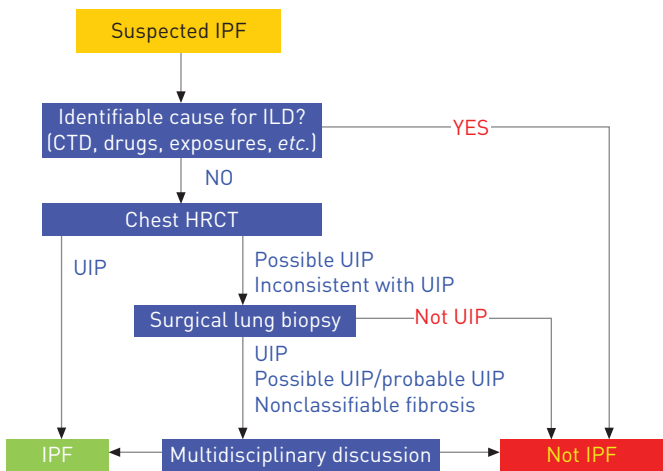 Suspected IPF
Identifiable cause for ILD?
(CTD, drugs, exposures, etc.)
YES
NO
Chest HRCT
UIP
Possible UIP
Inconsistent with UIP
Surgical lung biopsy
Not UIP
UIP
Possible UIP/probable UIP
Nonclassifiable fibrosis
IPF
Multidisciplinary discussion
Not IPF